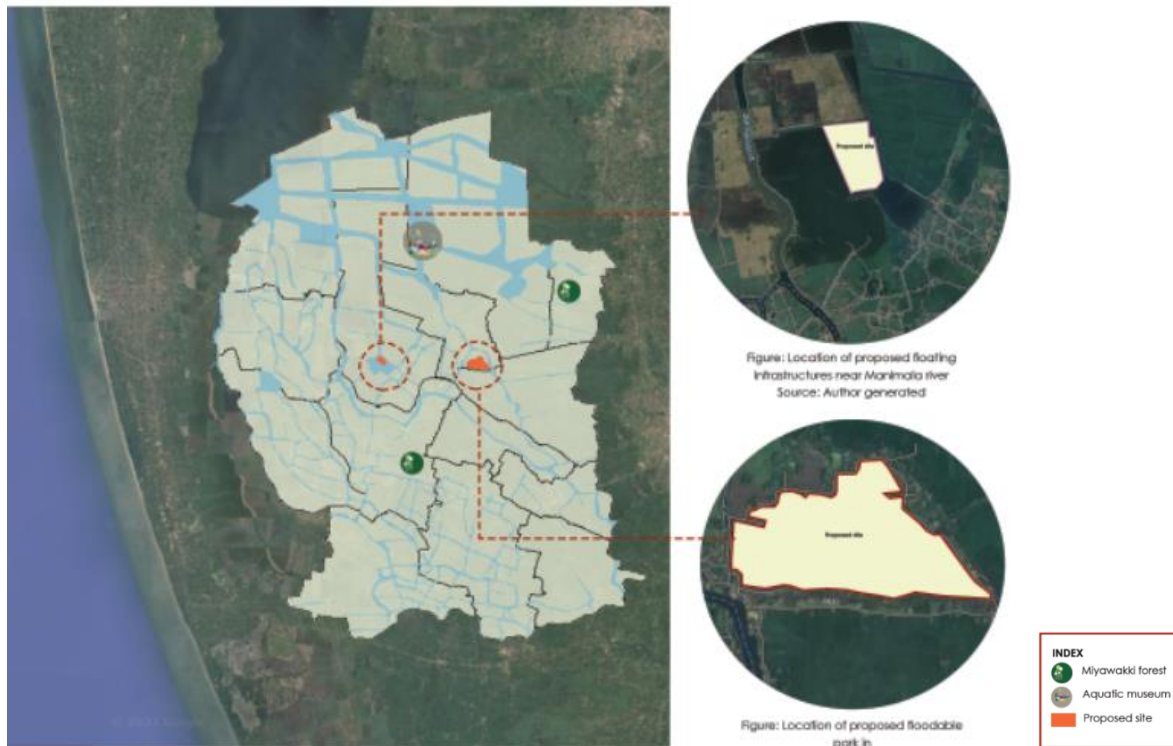 Proposed site
Figure: Location of proposed floating
infrastructures near Manimala river
Source: Author generated
Proposed site
Figure: Location of proposed floodable
park in
INDEX
Miyawakki forest
Aquatic museum
Proposed site